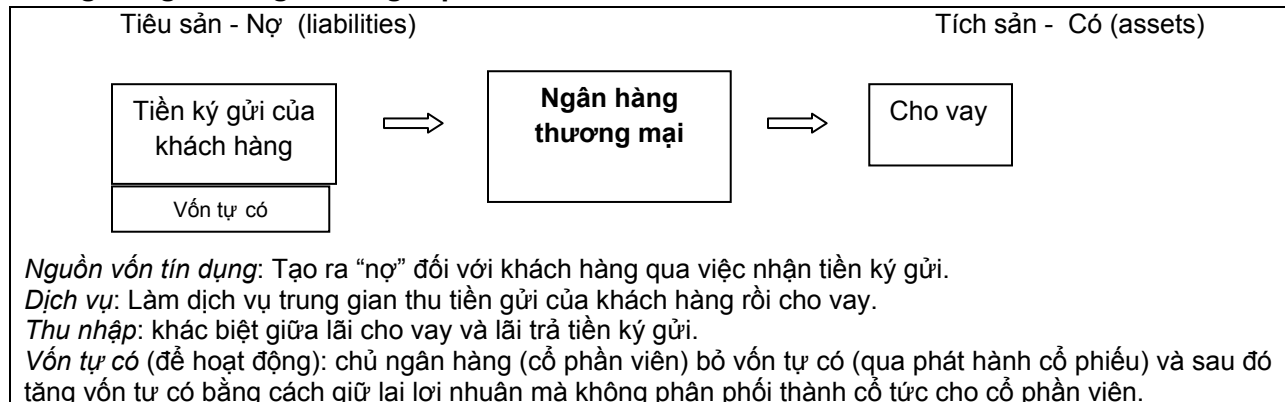 Tiêu sản - Nợ (liabilities) Tích sản - Có (assets)
Tiền ký gửi của
khách hàng
Vốn tự có
Ngân hàng
thương mại
Cho vay
Nguồn vốn tín dụng: Tạo ra “nợ” đối với khách hàng qua việc nhận tiền ký gửi.
Dịch vụ: Làm dịch vụ trung gian thu tiền gửi của khách hàng rồi cho vay.
Thu nhập: khác biệt giữa lãi cho vay và lãi trả tiền ký gửi.
Vốn tự có (để hoạt động): chủ ngân hàng (cổ phần viên) bỏ vốn tự có (qua phát hành cổ phiếu) và sau đó
tăng vốn tự có bằng cách giữ lại lợi nhuận mà không phân phối thành cổ tức cho cổ phần viên.